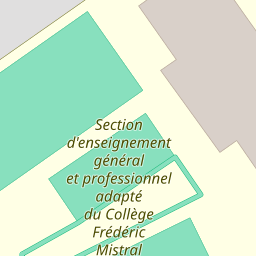 Section
d'enseignement
général
et professionnel
adapté
du Collège
Frédéric
Mistral